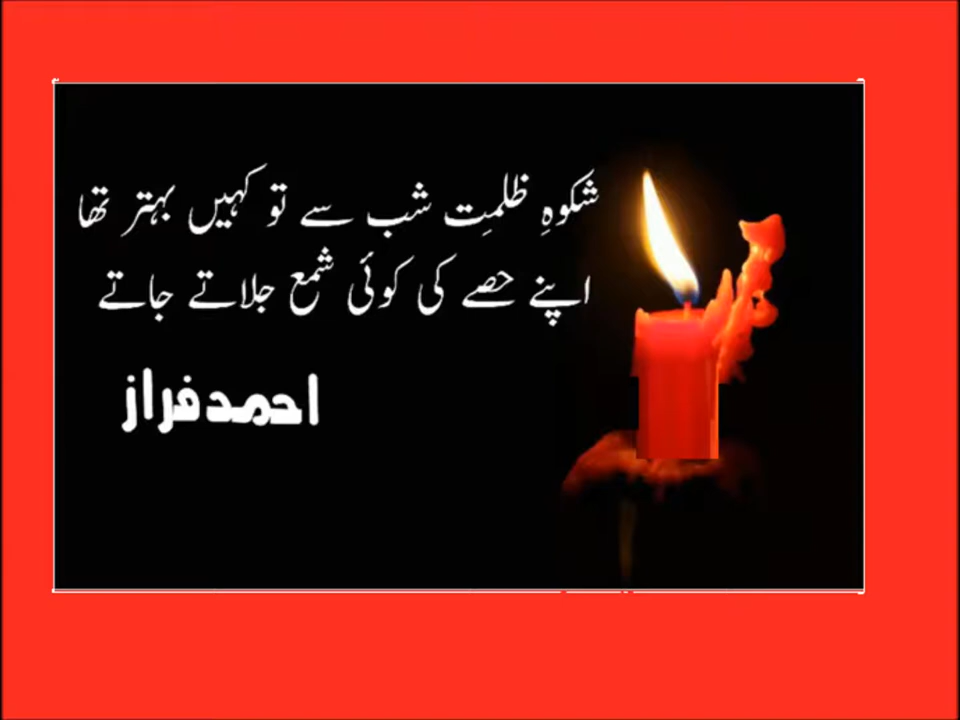 شکوہِ ظلمتِ شب سے تو کہیں بہتر تھا
اپنے حصے کی کوئی شمع جلاتے جاتے
احمد فراز